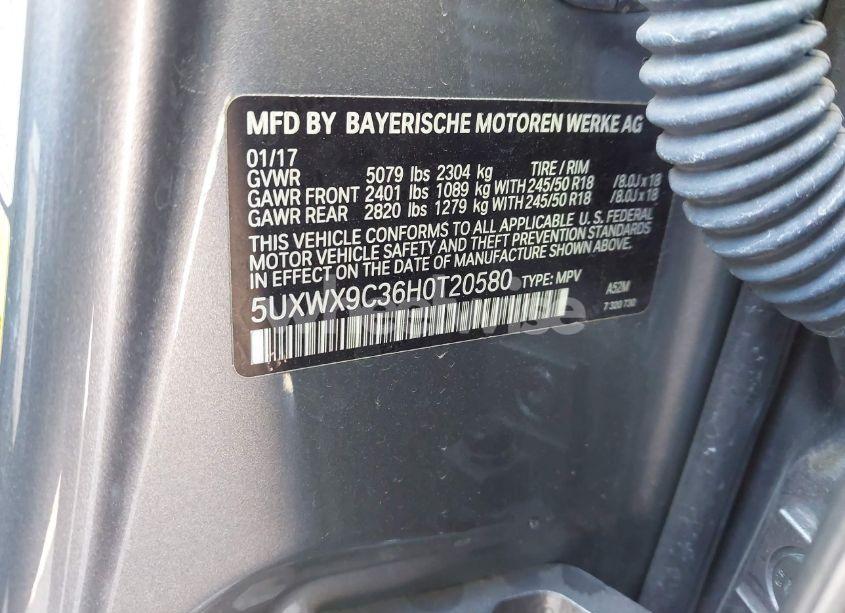 MFD BY BAYERISCHE MOTOREN WERKE AG
01/17
GVWR 5079 lbs 2304 kg TIRE / RIM
GAWR FRONT 2401 lbs 1089 kg WITH 245/50 R18 /8.0J x 18
GAWR REAR 2820 lbs 1279 kg WITH 245/50 R18 /8.0J x 18
THIS VEHICLE CONFORMS TO ALL APPLICABLE U.S. FEDERAL
MOTOR VEHICLE SAFETY AND THEFT PREVENTION STANDARDS
IN EFFECT ON THE DATE OF MANUFACTURE SHOWN ABOVE.
5UXWX9C36H0T20580 TYPE: MPV A52M
7 300 730
wheelwise